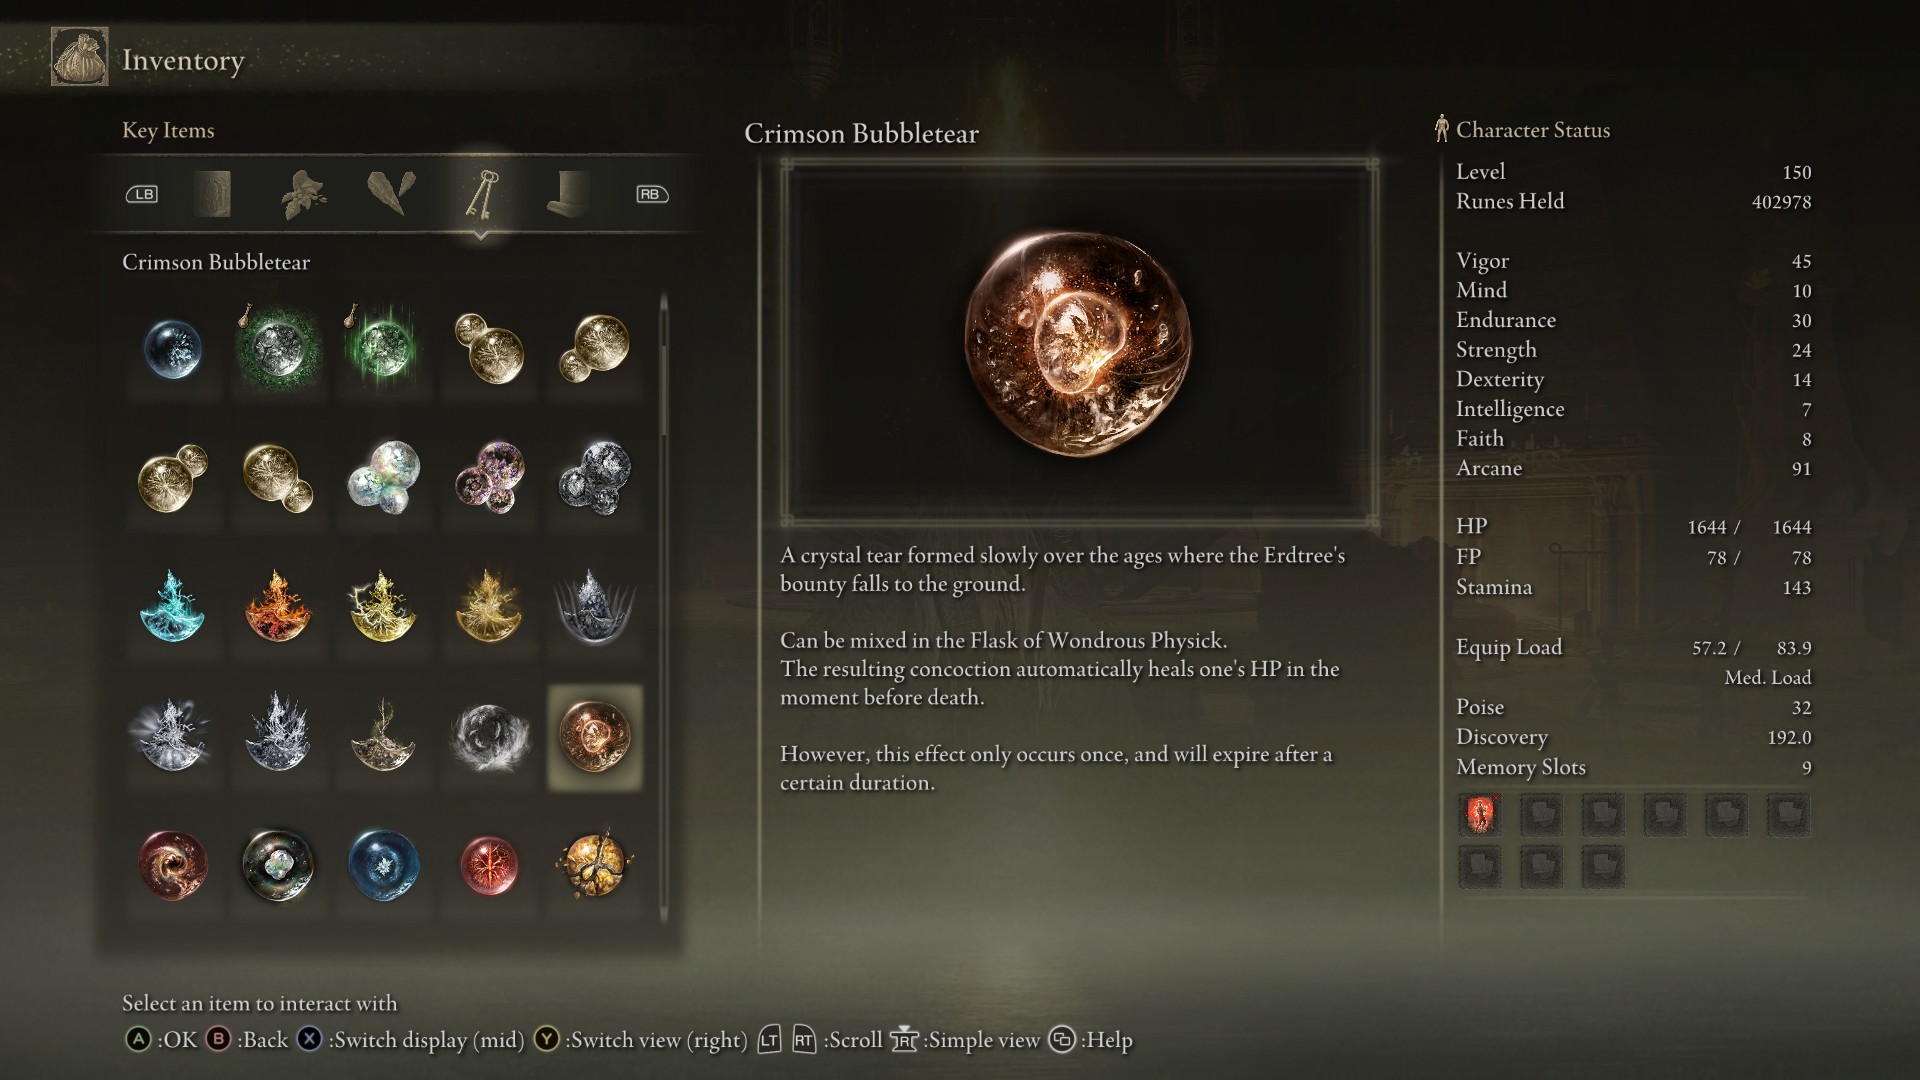 Inventory
Key Items
LB
RB
Crimson Bubbletear
Crimson Bubbletear
A crystal tear formed slowly over the ages where the Erdtree's
bounty falls to the ground.
Can be mixed in the Flask of Wondrous Physick.
The resulting concoction automatically heals one's HP in the
moment before death.
However, this effect only occurs once, and will expire after a
certain duration.
Character Status
Level 150
Runes Held 402978
Vigor 45
Mind 10
Endurance 30
Strength 24
Dexterity 14
Intelligence 7
Faith 8
Arcane 91
HP 1644 / 1644
FP 78 / 78
Stamina 143
Equip Load 57.2 / 83.9
Med. Load
Poise 32
Discovery 192.0
Memory Slots 9
Select an item to interact with
A :OK B :Back X :Switch display (mid) Y :Switch view (right) LT RT :Scroll R :Simple view :Help